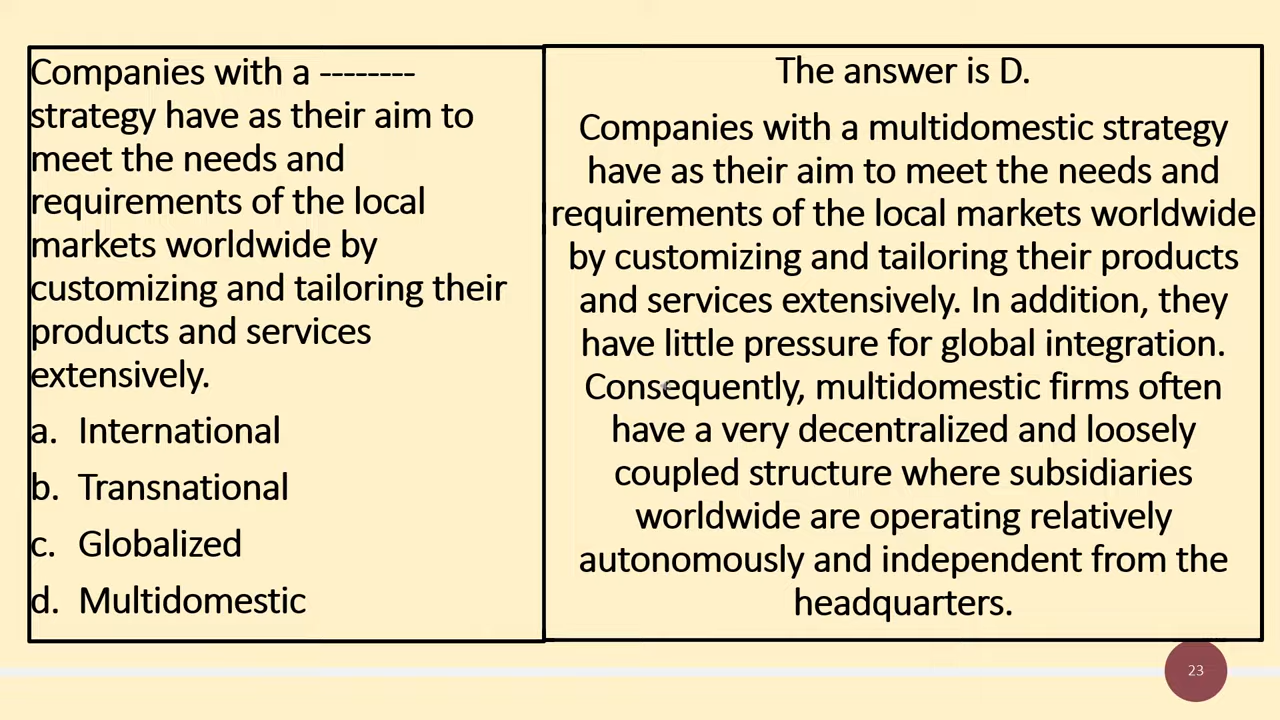 Companies with a --------
strategy have as their aim to
meet the needs and
requirements of the local
markets worldwide by
customizing and tailoring their
products and services
extensively.
a. International
b. Transnational
c. Globalized
d. Multidomestic
The answer is D.
Companies with a multidomestic strategy
have as their aim to meet the needs and
requirements of the local markets worldwide
by customizing and tailoring their products
and services extensively. In addition, they
have little pressure for global integration.
Consequently, multidomestic firms often
have a very decentralized and loosely
coupled structure where subsidiaries
worldwide are operating relatively
autonomously and independent from the
headquarters.
23